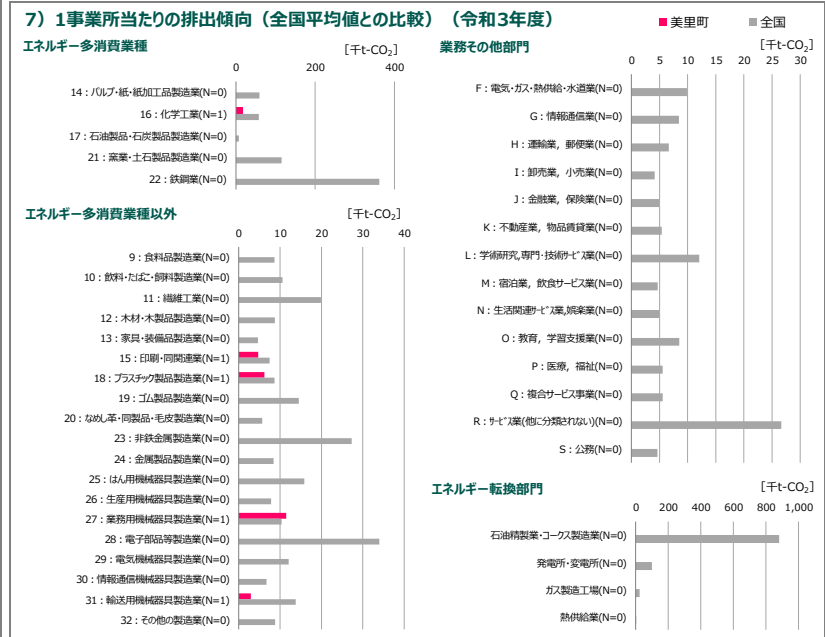 7）1事業所当たりの排出傾向（全国平均値との比較）（令和3年度）
■美里町 ■全国
エネルギー多消費業種
[千t-CO₂]
0 200 400
14：パルプ・紙・紙加工品製造業(N=0)
16：化学工業(N=1)
17：石油製品・石炭製品製造業(N=0)
21：窯業・土石製品製造業(N=0)
22：鉄鋼業(N=0)
エネルギー多消費業種以外
[千t-CO₂]
0 10 20 30 40
9：食料品製造業(N=0)
10：飲料・たばこ・飼料製造業(N=0)
11：繊維工業(N=0)
12：木材・木製品製造業(N=0)
13：家具・装備品製造業(N=0)
15：印刷・同関連業(N=1)
18：プラスチック製品製造業(N=1)
19：ゴム製品製造業(N=0)
20：なめし革・同製品・毛皮製造業(N=0)
23：非鉄金属製造業(N=0)
24：金属製品製造業(N=0)
25：はん用機械器具製造業(N=0)
26：生産用機械器具製造業(N=0)
27：業務用機械器具製造業(N=1)
28：電子部品等製造業(N=0)
29：電気機械器具製造業(N=0)
30：情報通信機械器具製造業(N=0)
31：輸送用機械器具製造業(N=1)
32：その他の製造業(N=0)
業務その他部門
[千t-CO₂]
0 5 10 15 20 25 30
F：電気・ガス・熱供給・水道業(N=0)
G：情報通信業(N=0)
H：運輸業，郵便業(N=0)
I：卸売業，小売業(N=0)
J：金融業，保険業(N=0)
K：不動産業，物品賃貸業(N=0)
L：学術研究,専門・技術ｻｰﾋﾞｽ業(N=0)
M：宿泊業，飲食サービス業(N=0)
N：生活関連ｻｰﾋﾞｽ業,娯楽業(N=0)
O：教育，学習支援業(N=0)
P：医療，福祉(N=0)
Q：複合サービス事業(N=0)
R：ｻｰﾋﾞｽ業(他に分類されない)(N=0)
S：公務(N=0)
エネルギー転換部門
[千t-CO₂]
0 200 400 600 800 1,000
石油精製業・コークス製造業(N=0)
発電所・変電所(N=0)
ガス製造工場(N=0)
熱供給業(N=0)